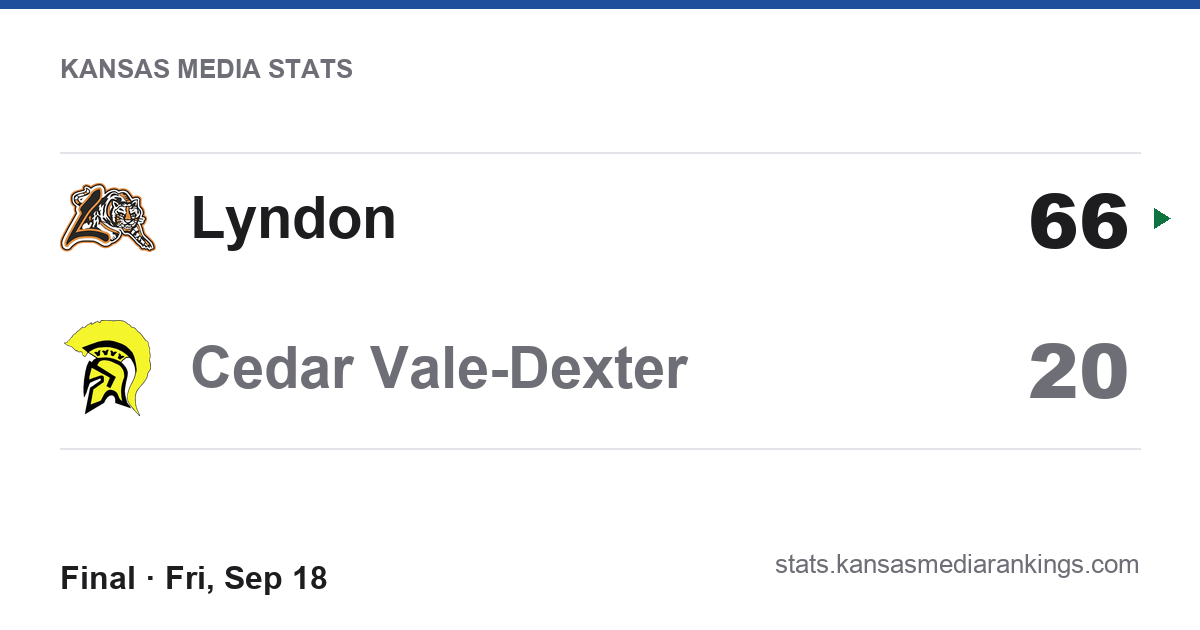 KANSAS MEDIA STATS
Lyndon 66
Cedar Vale-Dexter 20
Final · Fri, Sep 18
stats.kansasmediarankings.com